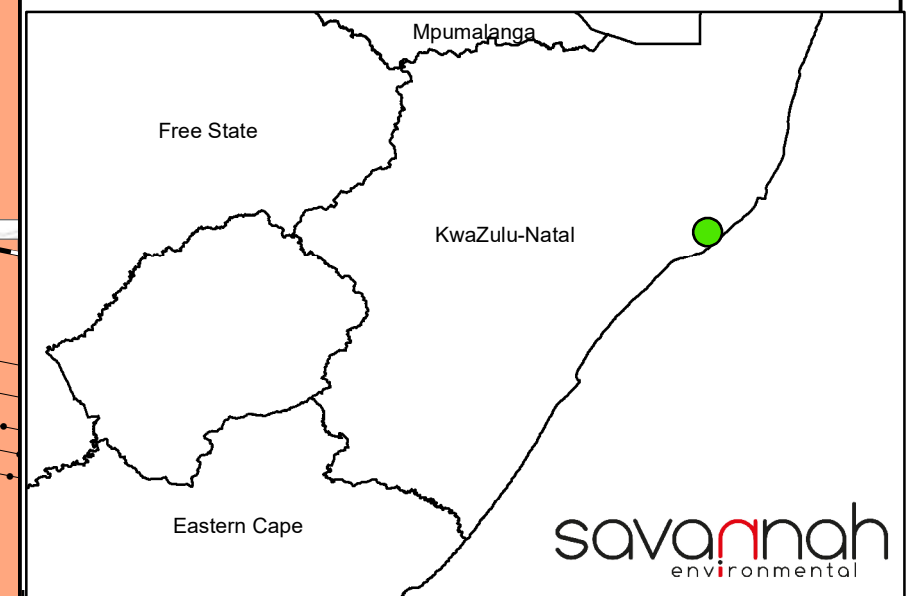 Mpumalanga
Free State
KwaZulu-Natal
Eastern Cape
savannah
environmental